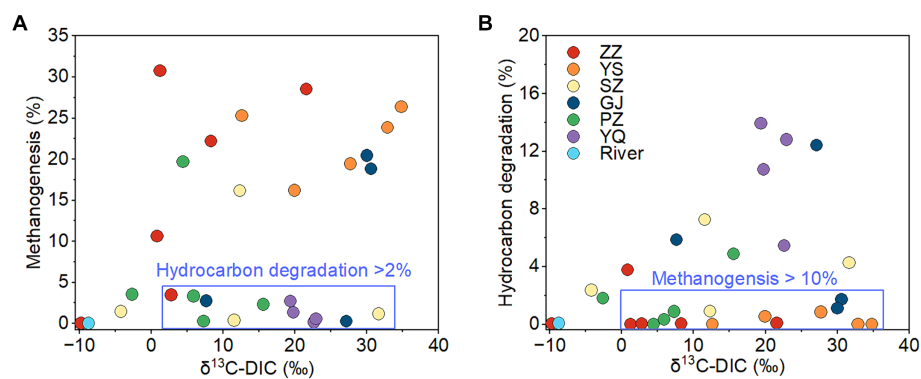 A
B
Methanogenesis (%)
35
30
25
20
15
10
5
0
Hydrocarbon degradation >2%
−10
0
10
20
30
40
δ¹³C-DIC (‰)
Hydrocarbon degradation (%)
20
16
12
8
4
0
ZZ
YS
SZ
GJ
PZ
YQ
River
Methanogensis > 10%
−10
0
10
20
30
40
δ¹³C-DIC (‰)